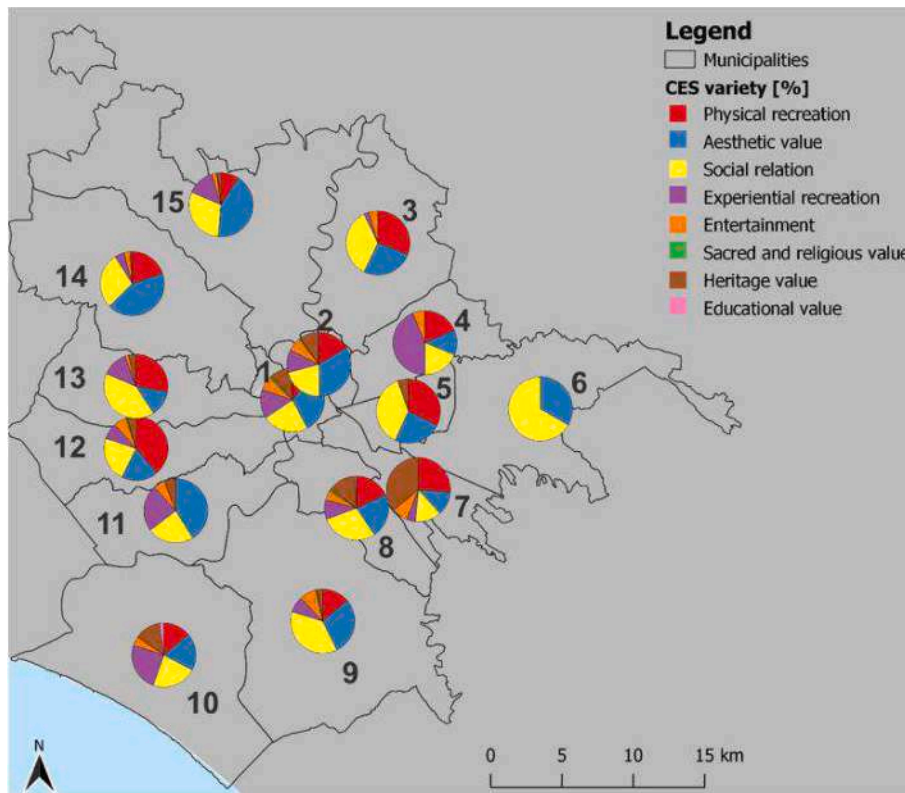 Legend
Municipalities
CES variety [%]
Physical recreation
Aesthetic value
Social relation
Experiential recreation
Entertainment
Sacred and religious value
Heritage value
Educational value
15
3
14
2
4
1
13
5
6
12
7
11
8
9
10
N
0 5 10 15 km